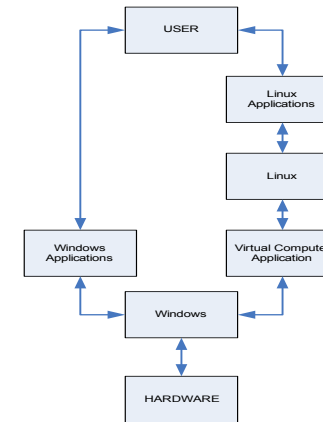 USER
Linux
Applications
Linux
Windows
Applications
Virtual Compute
Application
Windows
HARDWARE